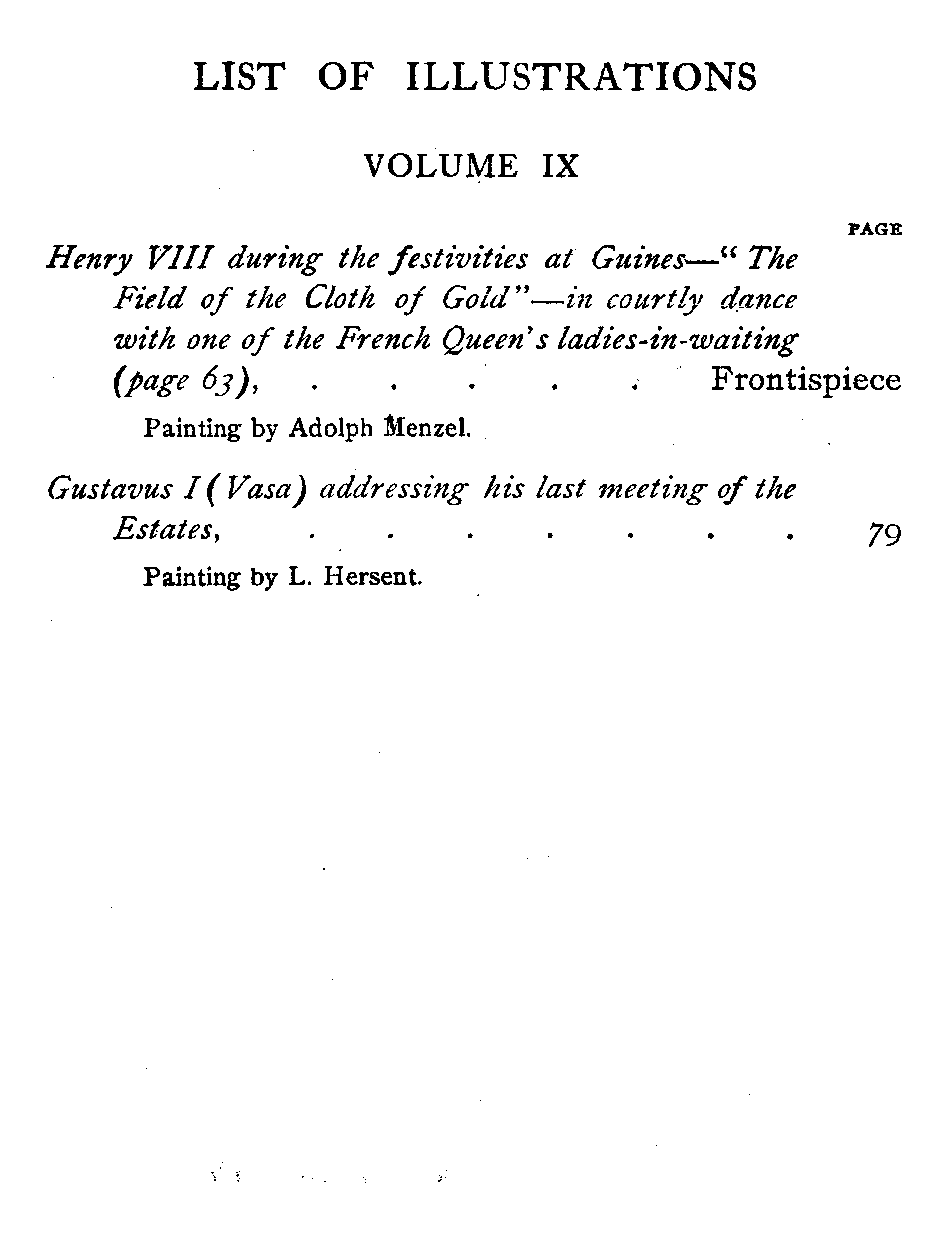 LIST OF ILLUSTRATIONS
VOLUME IX
PAGE
Henry VIII during the festivities at Guines—“ The
Field of the Cloth of Gold”—in courtly dance
with one of the French Queen's ladies-in-waiting
(page 63), . . . . . Frontispiece
Painting by Adolph Menzel.
Gustavus I (Vasa) addressing his last meeting of the
Estates, . . . . . . . 79
Painting by L. Hersent.